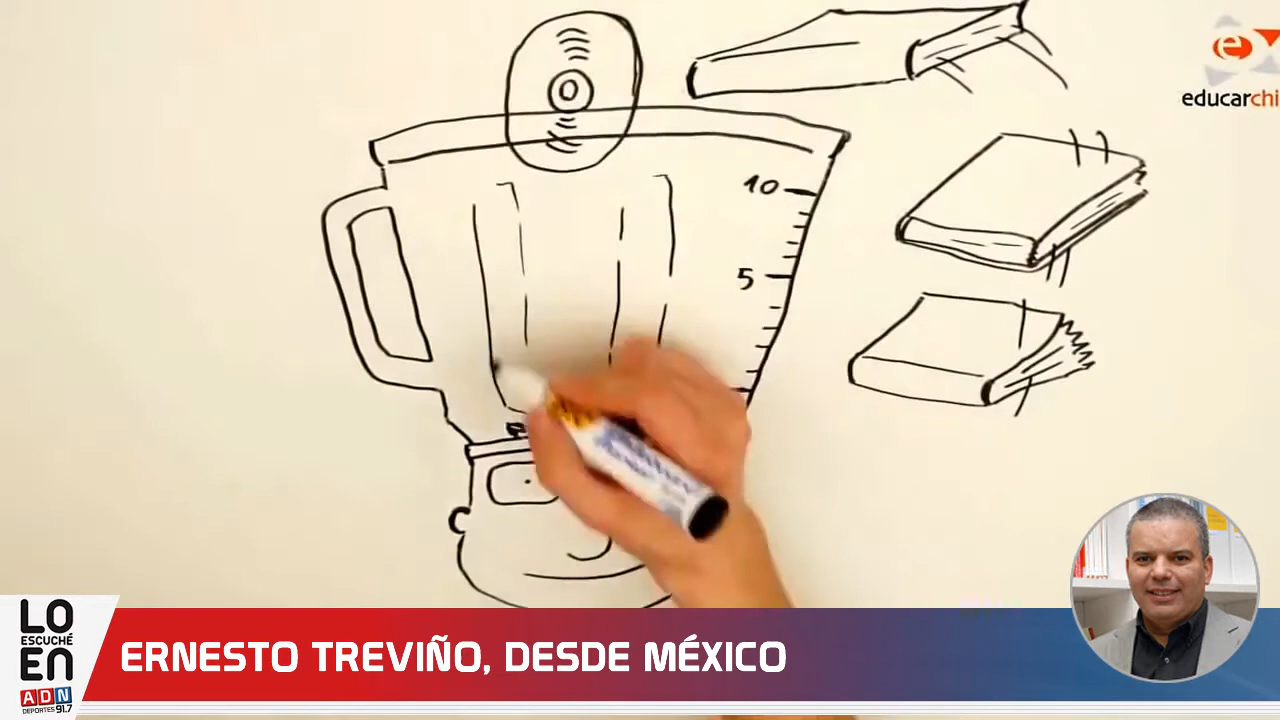 educarchi
10
5
LO
ESCUCHÉ
EN
ADN
DEPORTES 91.7
ERNESTO TREVIÑO, DESDE MÉXICO